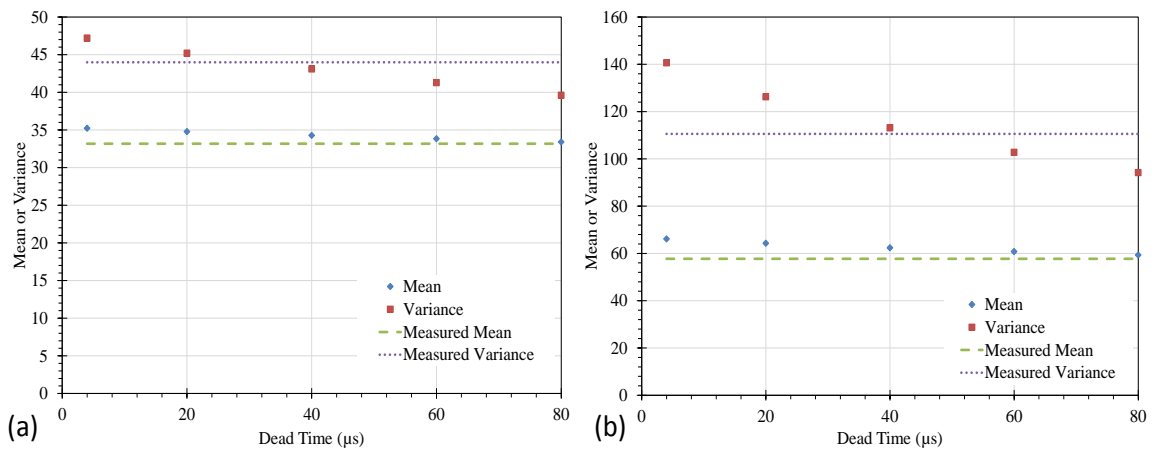 50
45
40
35
30
25
20
15
10
5
0
Mean or Variance
0 20 40 60 80
Dead Time (µs)
Mean
Variance
Measured Mean
Measured Variance
(a)
160
140
120
100
80
60
40
20
0
Mean or Variance
0 20 40 60 80
Dead Time (µs)
Mean
Variance
Measured Mean
Measured Variance
(b)